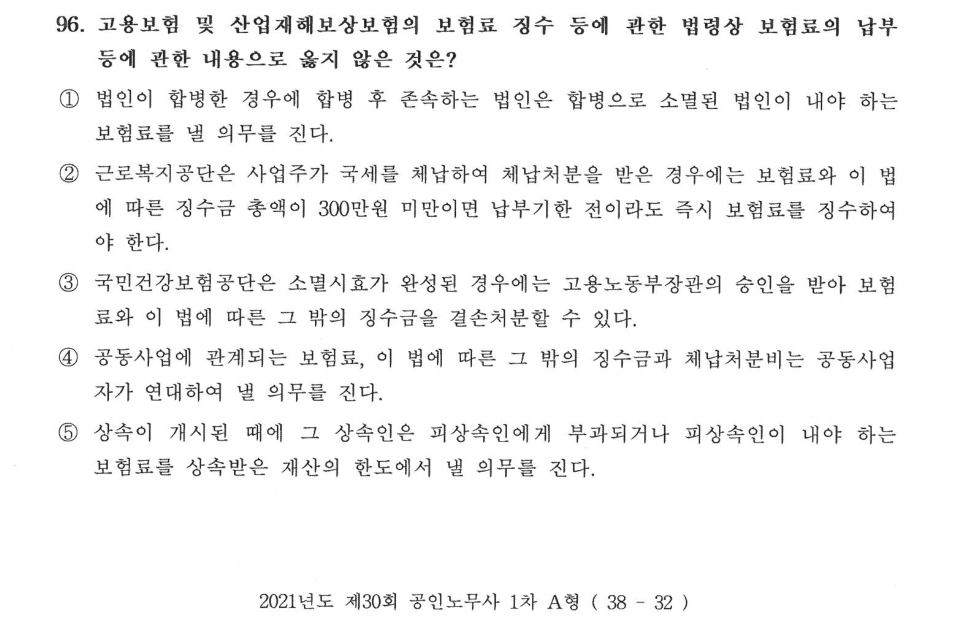 96. 고용보험 및 산업재해보상보험의 보험료 징수 등에 관한 법령상 보험료의 납부
등에 관한 내용으로 옳지 않은 것은?
① 법인이 합병한 경우에 합병 후 존속하는 법인은 합병으로 소멸된 법인이 내야 하는
보험료를 낼 의무를 진다.
② 근로복지공단은 사업주가 국세를 체납하여 체납처분을 받은 경우에는 보험료와 이 법
에 따른 징수금 총액이 300만원 미만이면 납부기한 전이라도 즉시 보험료를 징수하여
야 한다.
③ 국민건강보험공단은 소멸시효가 완성된 경우에는 고용노동부장관의 승인을 받아 보험
료와 이 법에 따른 그 밖의 징수금을 결손처분할 수 있다.
④ 공동사업에 관계되는 보험료, 이 법에 따른 그 밖의 징수금과 체납처분비는 공동사업
자가 연대하여 낼 의무를 진다.
⑤ 상속이 개시된 때에 그 상속인은 피상속인에게 부과되거나 피상속인이 내야 하는
보험료를 상속받은 재산의 한도에서 낼 의무를 진다.
2021년도 제30회 공인노무사 1차 A형 ( 38 - 32 )